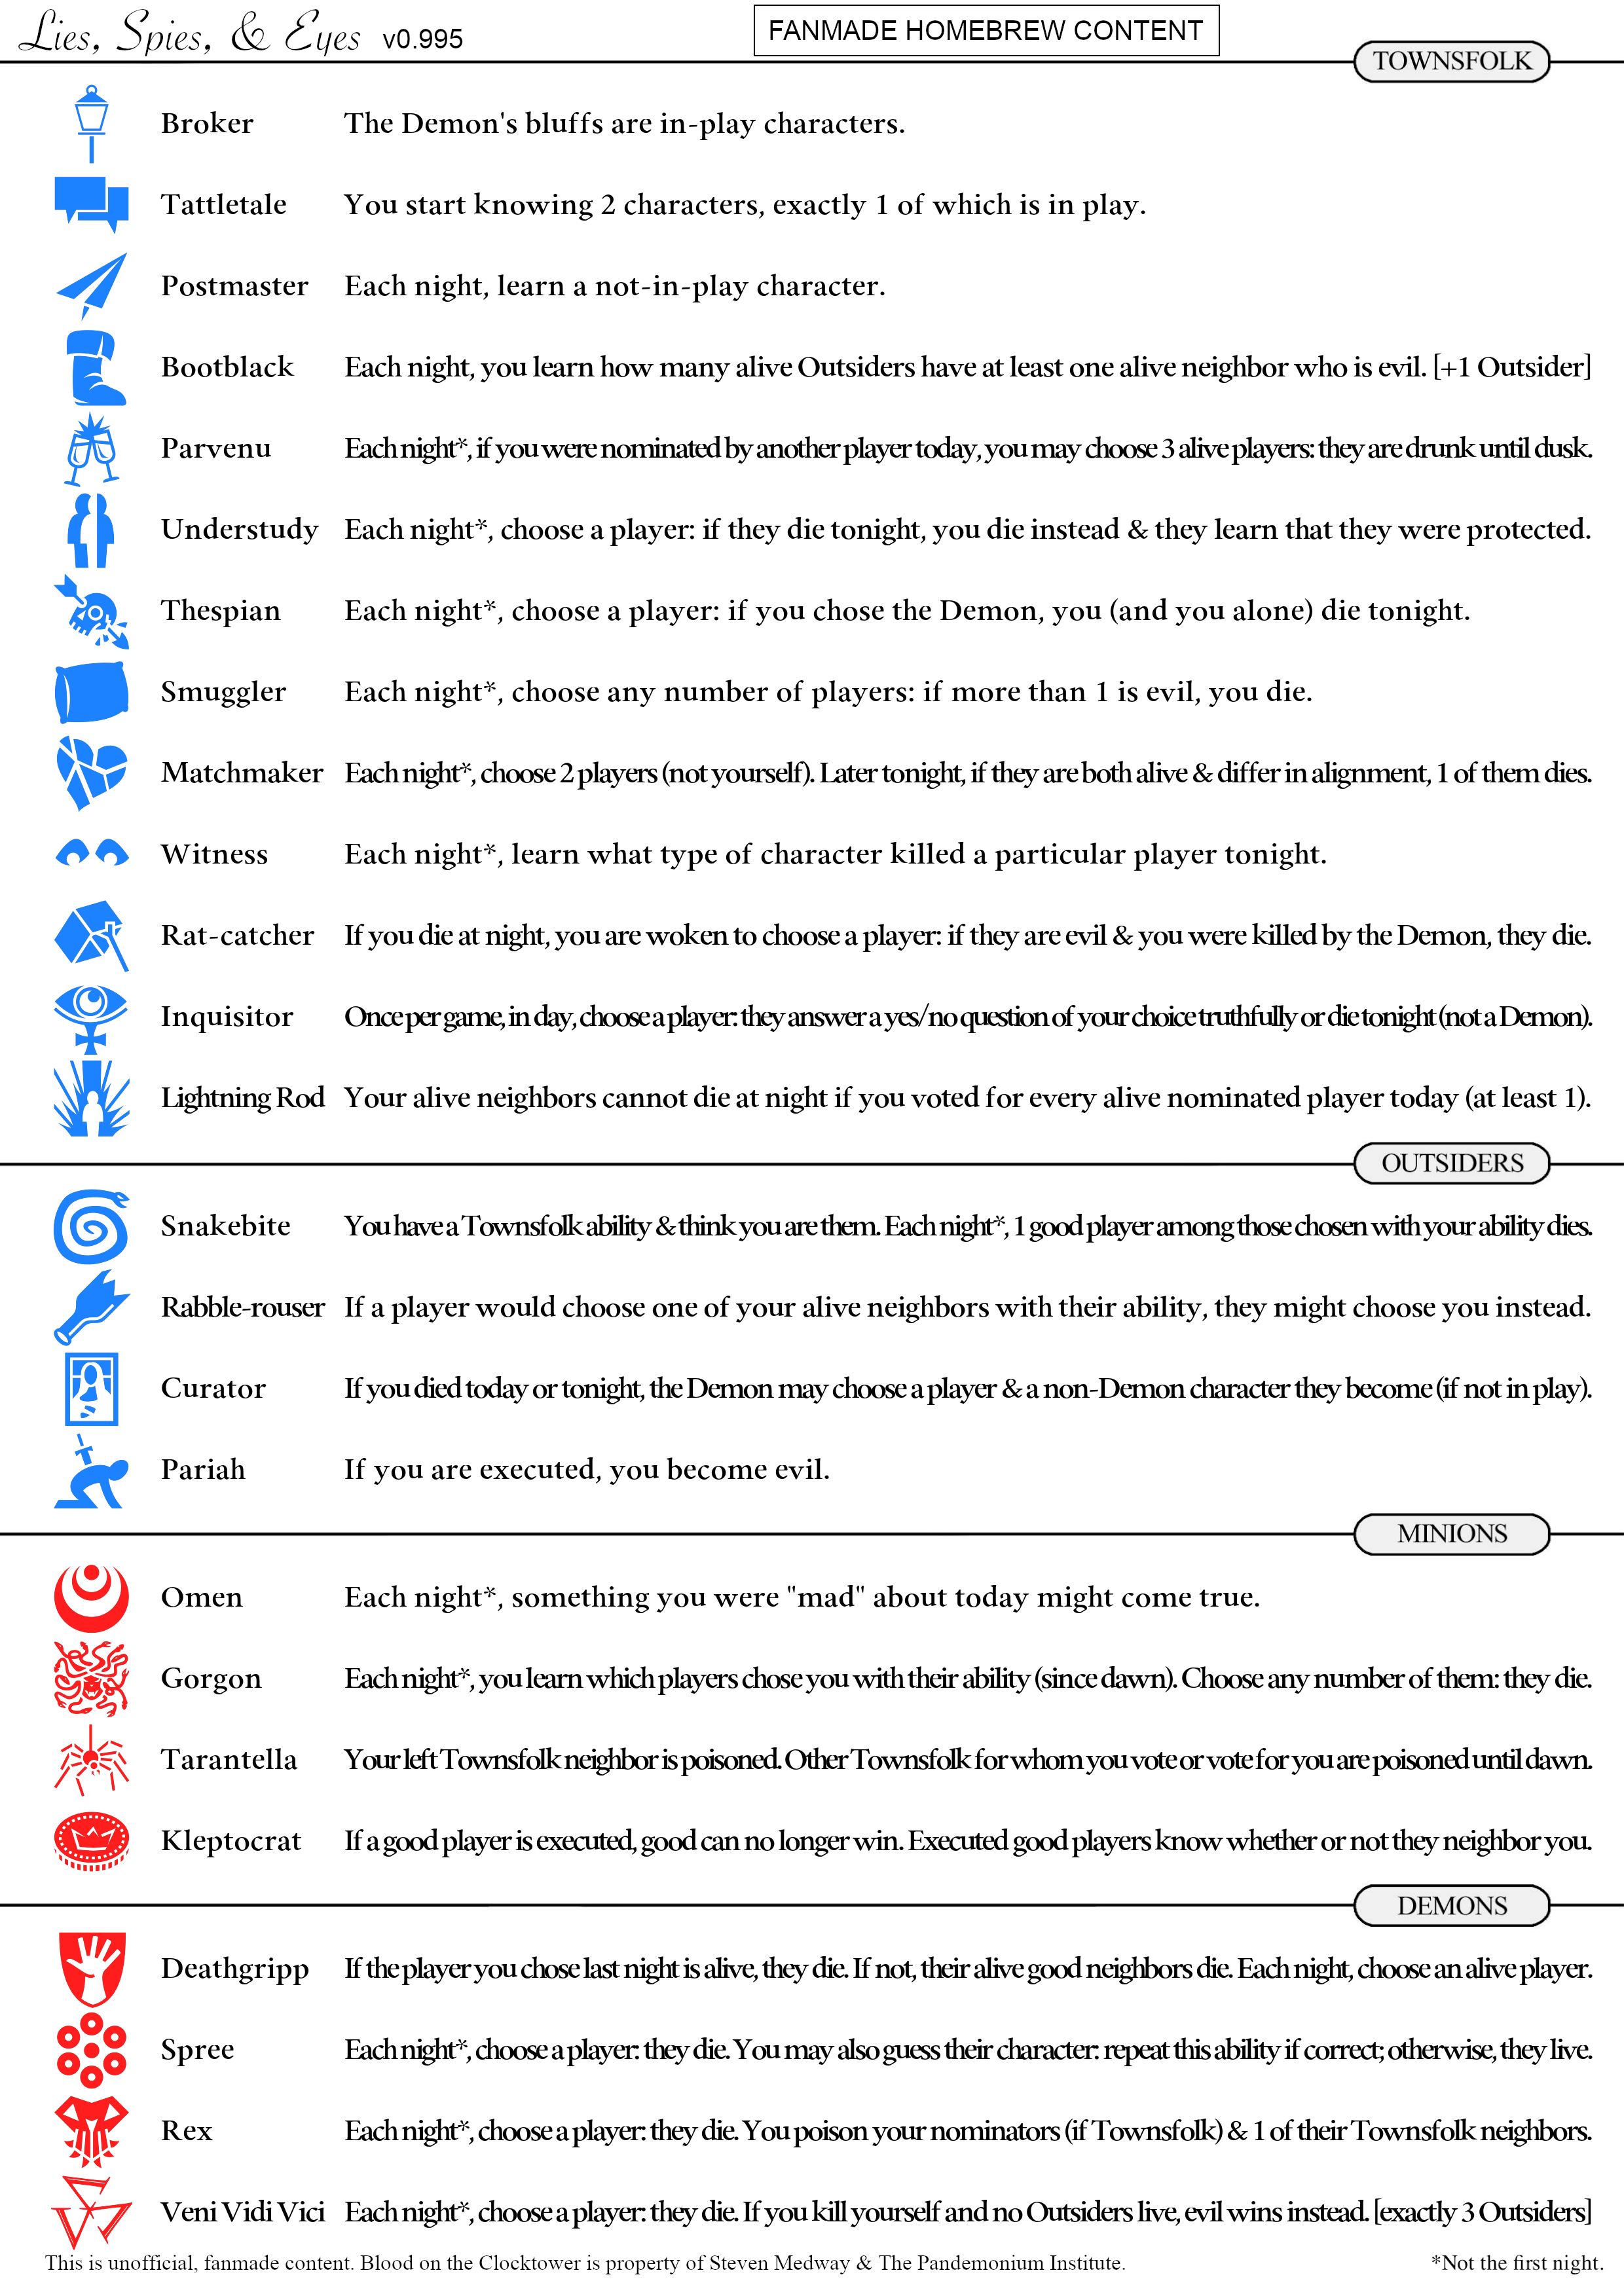 Lies, Spies, & Eyes v0.995
FANMADE HOMEBREW CONTENT
TOWNSFOLK
Broker The Demon's bluffs are in-play characters.
Tattletale You start knowing 2 characters, exactly 1 of which is in play.
Postmaster Each night, learn a not-in-play character.
Bootblack Each night, you learn how many alive Outsiders have at least one alive neighbor who is evil. [+1 Outsider]
Parvenu Each night*, if you were nominated by another player today, you may choose 3 alive players: they are drunk until dusk.
Understudy Each night*, choose a player: if they die tonight, you die instead & they learn that they were protected.
Thespian Each night*, choose a player: if you chose the Demon, you (and you alone) die tonight.
Smuggler Each night*, choose any number of players: if more than 1 is evil, you die.
Matchmaker Each night*, choose 2 players (not yourself). Later tonight, if they are both alive & differ in alignment, 1 of them dies.
Witness Each night*, learn what type of character killed a particular player tonight.
Rat-catcher If you die at night, you are woken to choose a player: if they are evil & you were killed by the Demon, they die.
Inquisitor Once per game, in day, choose a player: they answer a yes/no question of your choice truthfully or die tonight (not a Demon).
Lightning Rod Your alive neighbors cannot die at night if you voted for every alive nominated player today (at least 1).
OUTSIDERS
Snakebite You have a Townsfolk ability & think you are them. Each night*, 1 good player among those chosen with your ability dies.
Rabble-rouser If a player would choose one of your alive neighbors with their ability, they might choose you instead.
Curator If you died today or tonight, the Demon may choose a player & a non-Demon character they become (if not in play).
Pariah If you are executed, you become evil.
MINIONS
Omen Each night*, something you were "mad" about today might come true.
Gorgon Each night*, you learn which players chose you with their ability (since dawn). Choose any number of them: they die.
Tarantella Your left Townsfolk neighbor is poisoned. Other Townsfolk for whom you vote or vote for you are poisoned until dawn.
Kleptocrat If a good player is executed, good can no longer win. Executed good players know whether or not they neighbor you.
DEMONS
Deathgripp If the player you chose last night is alive, they die. If not, their alive good neighbors die. Each night, choose an alive player.
Spree Each night*, choose a player: they die. You may also guess their character: repeat this ability if correct; otherwise, they live.
Rex Each night*, choose a player: they die. You poison your nominators (if Townsfolk) & 1 of their Townsfolk neighbors.
Veni Vidi Vici Each night*, choose a player: they die. If you kill yourself and no Outsiders live, evil wins instead. [exactly 3 Outsiders]
This is unofficial, fanmade content. Blood on the Clocktower is property of Steven Medway & The Pandemonium Institute. *Not the first night.